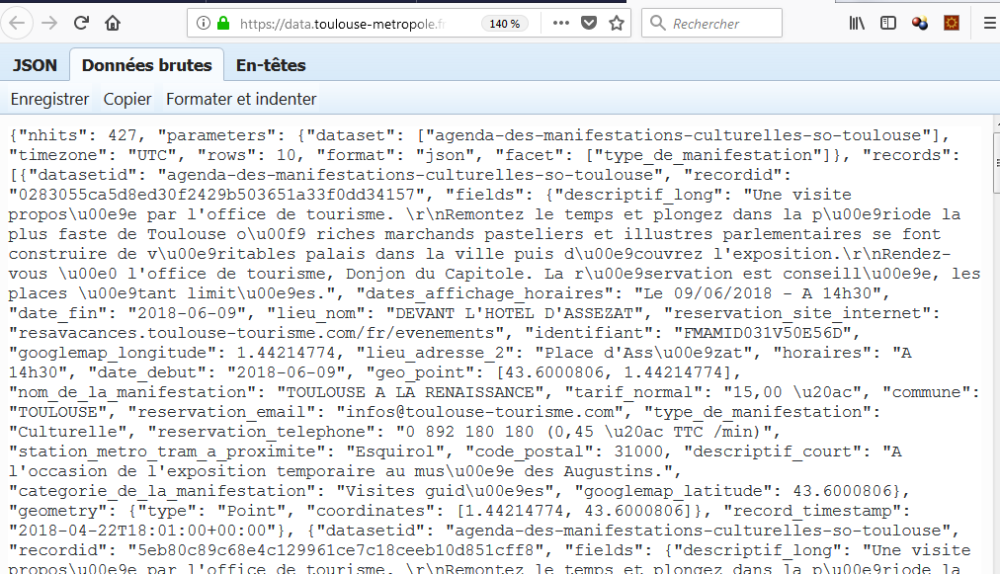 https://data.toulouse-metropole.fr
140 %
Rechercher
JSON
Données brutes
En-têtes
Enregistrer Copier Formater et indenter
{"nhits": 427, "parameters": {"dataset": ["agenda-des-manifestations-culturelles-so-toulouse"],
"timezone": "UTC", "rows": 10, "format": "json", "facet": ["type_de_manifestation"]}, "records":
[{"datasetid": "agenda-des-manifestations-culturelles-so-toulouse", "recordid":
"0283055ca5d8ed30f2429b503651a33f0dd34157", "fields": {"descriptif_long": "Une visite
propos\u00e9e par l'office de tourisme. \r\nRemontez le temps et plongez dans la p\u00e9riode la
plus faste de Toulouse o\u00f9 riches marchands pasteliers et illustres parlementaires se font
construire de v\u00e9ritables palais dans la ville puis d\u00e9couvrez l'exposition.\r\nRendez-
vous \u00e0 l'office de tourisme, Donjon du Capitole. La r\u00e9servation est conseill\u00e9e, les
places \u00e9tant limit\u00e9es.", "dates_affichage_horaires": "Le 09/06/2018 - A 14h30",
"date_fin": "2018-06-09", "lieu_nom": "DEVANT L'HOTEL D'ASSEZAT", "reservation_site_internet":
"resavacances.toulouse-tourisme.com/fr/evenements", "identifiant": "FMAMID031V50E56D",
"googlemap_longitude": 1.44214774, "lieu_adresse_2": "Place d'Ass\u00e9zat", "horaires": "A
14h30", "date_debut": "2018-06-09", "geo_point": [43.6000806, 1.44214774],
"nom_de_la_manifestation": "TOULOUSE A LA RENAISSANCE", "tarif_normal": "15,00 \u20ac", "commune":
"TOULOUSE", "reservation_email": "infos@toulouse-tourisme.com", "type_de_manifestation":
"Culturelle", "reservation_telephone": "0 892 180 180 (0,45 \u20ac TTC /min)",
"station_metro_tram_a_proximite": "Esquirol", "code_postal": 31000, "descriptif_court": "A
l'occasion de l'exposition temporaire au mus\u00e9e des Augustins.",
"categorie_de_la_manifestation": "Visites guid\u00e9es", "googlemap_latitude": 43.6000806},
"geometry": {"type": "Point", "coordinates": [1.44214774, 43.6000806]}, "record_timestamp":
"2018-04-22T18:01:00+00:00"}, {"datasetid": "agenda-des-manifestations-culturelles-so-toulouse",
"recordid": "5eb80c89c68e4c129961ce7c18ceeb10d851cff8", "fields": {"descriptif_long": "Une visite
propos\u00e9e par l'office de tourisme. \r\nRemontez le temps et plongez dans la p\u00e9riode la